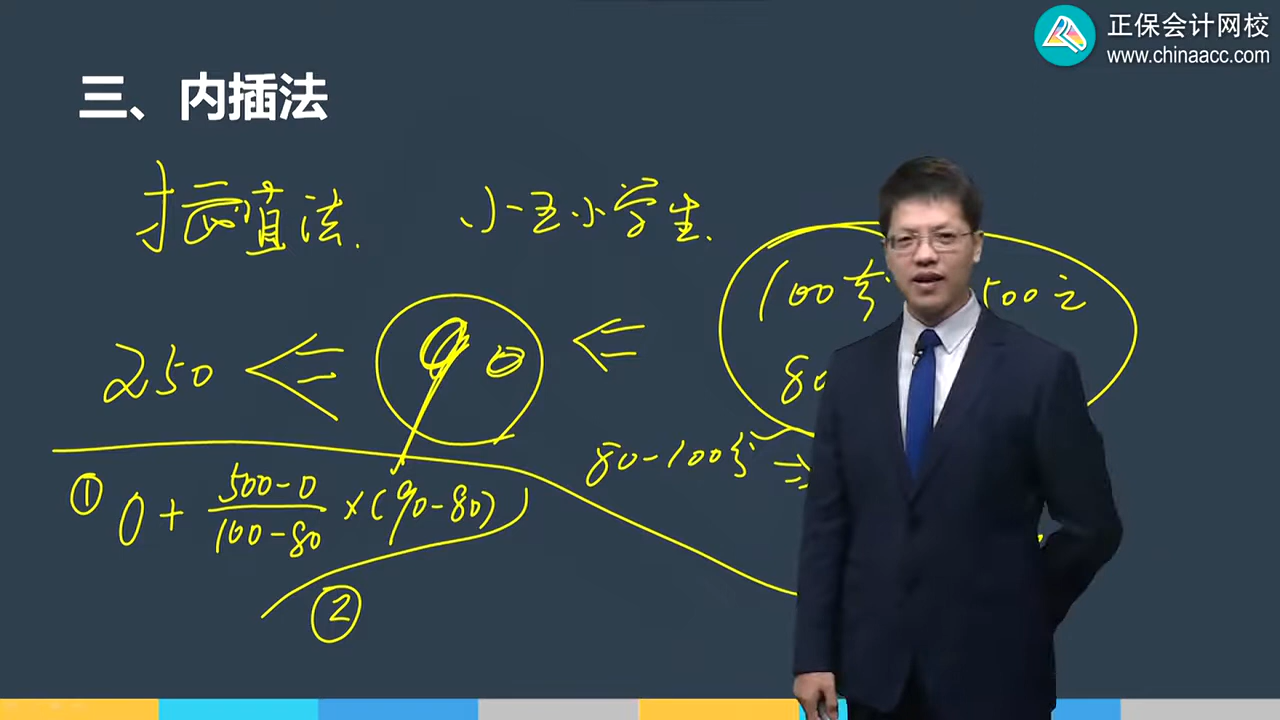 正保会计网校
www.chinaacc.com
三、内插法
插值法.
小王小学生.
100分
500元
80
250 ⇐ 90 ⇐
80-100分 ⇒
① 0 + (500-0)/(100-80) ×(90-80)
②